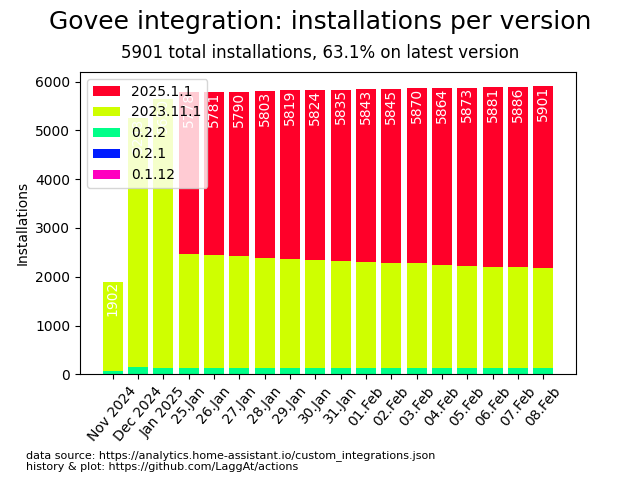 Govee integration: installations per version
5901 total installations, 63.1% on latest version
Installations
6000
5000
4000
3000
2000
1000
0
2025.1.1
2023.11.1
0.2.2
0.2.1
0.1.12
1902
5781
5790
5803
5819
5824
5835
5843
5845
5870
5864
5873
5881
5886
5901
Nov 2024
Dec 2024
Jan 2025
25.Jan
26.Jan
27.Jan
28.Jan
29.Jan
30.Jan
31.Jan
01.Feb
02.Feb
03.Feb
04.Feb
05.Feb
06.Feb
07.Feb
08.Feb
data source: https://analytics.home-assistant.io/custom_integrations.json
history & plot: https://github.com/LaggAt/actions